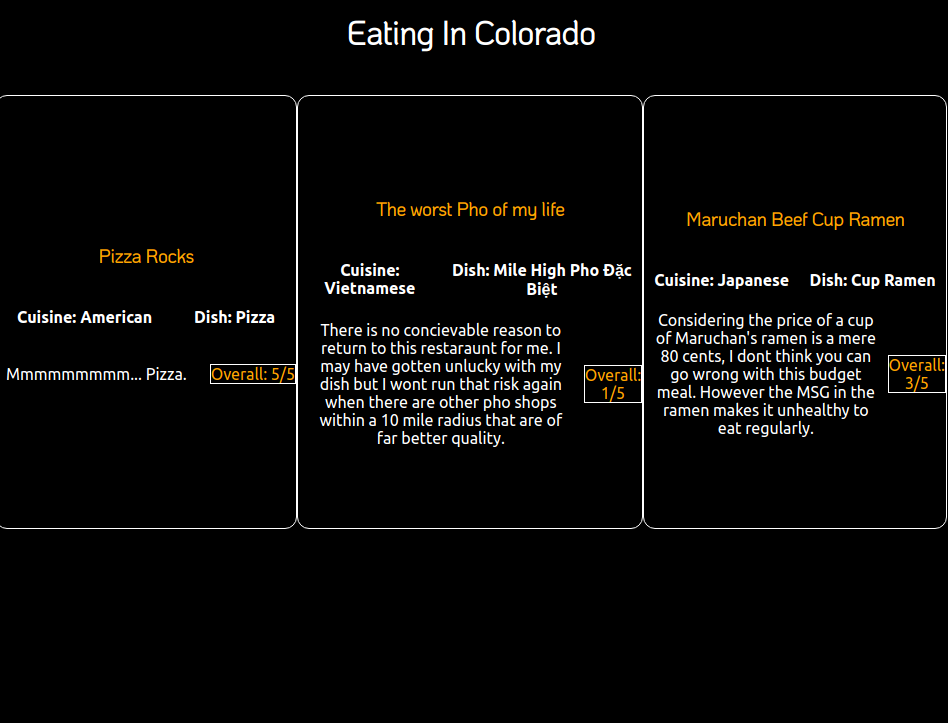 Eating In Colorado
Pizza Rocks
Cuisine: American
Dish: Pizza
Mmmmmmmmm... Pizza.
Overall: 5/5
The worst Pho of my life
Cuisine:
Vietnamese
Dish: Mile High Pho Đặc
Biệt
There is no concievable reason to
return to this restaraunt for me. I
may have gotten unlucky with my
dish but I wont run that risk again
when there are other pho shops
within a 10 mile radius that are of
far better quality.
Overall:
1/5
Maruchan Beef Cup Ramen
Cuisine: Japanese
Dish: Cup Ramen
Considering the price of a cup
of Maruchan's ramen is a mere
80 cents, I dont think you can
go wrong with this budget
meal. However the MSG in the
ramen makes it unhealthy to
eat regularly.
Overall:
3/5